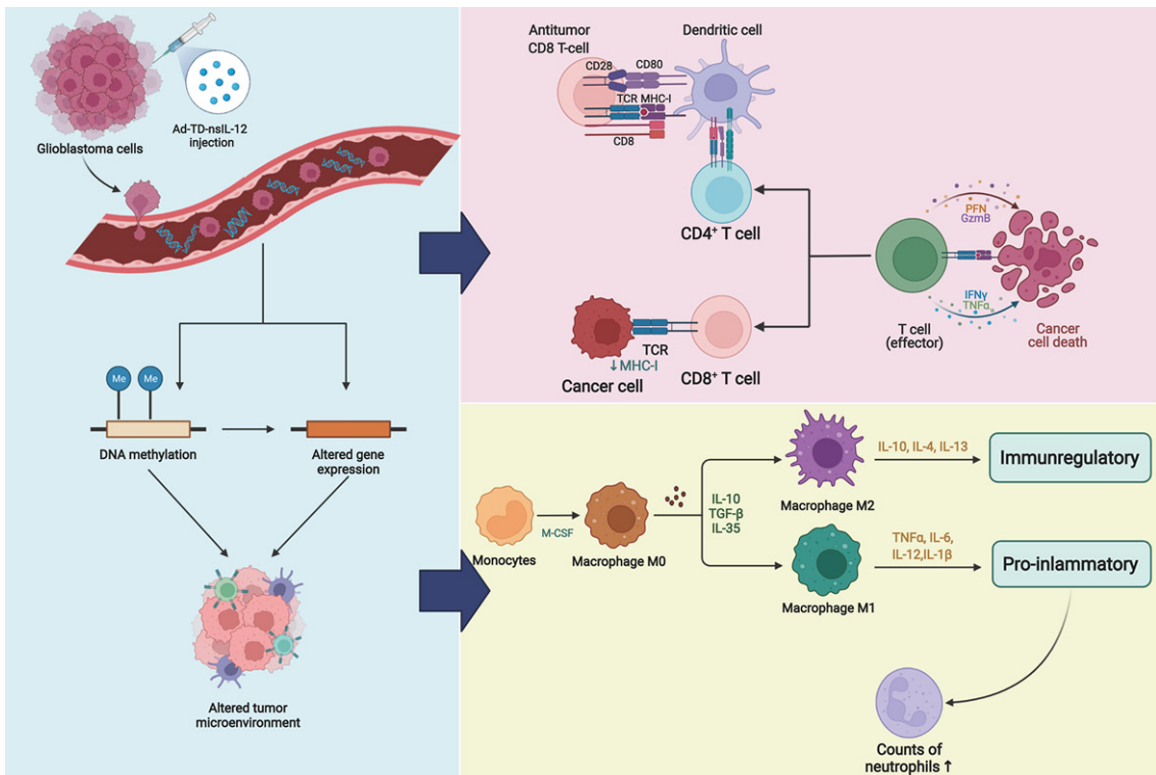 Ad-TD-nsIL-12
injection
Glioblastoma cells
Me
Me
DNA methylation
Altered gene
expression
Altered tumor
microenvironment
Antitumor
CD8 T-cell
Dendritic cell
CD28
CD80
TCR MHC-I
CD8
CD4⁺ T cell
PFN
GzmB
IFNγ
TNFα
T cell
(effector)
Cancer
cell death
TCR
↓MHC-I
Cancer cell
CD8⁺ T cell
Monocytes
M-CSF
Macrophage M0
IL-10
TGF-β
IL-35
Macrophage M2
IL-10, IL-4, IL-13
Immunregulatory
Macrophage M1
TNFα, IL-6,
IL-12,IL-1β
Pro-inlammatory
Counts of
neutrophils ↑